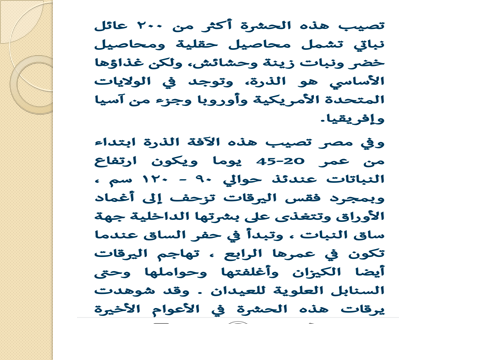 تصيب هذه الحشرة أكثر من ٢٠٠ عائل
نباتي تشمل محاصيل حقلية ومحاصيل
خضر ونبات زينة وحشائش، ولكن غذاؤها
الأساسي هو الذرة، وتوجد في الولايات
المتحدة الأمريكية وأوروبا وجزء من آسيا
وإفريقيا.
وفي مصر تصيب هذه الآفة الذرة ابتداء
من عمر 20-45 يوما ويكون ارتفاع
النباتات عندئذ حوالي ٩٠ – ١٢٠ سم ،
وبمجرد فقس اليرقات تزحف إلى أغماد
الأوراق وتتغذى على بشرتها الداخلية جهة
ساق النبات ، وتبدأ في حفر الساق عندما
تكون في عمرها الرابع ، تهاجم اليرقات
أيضا الكيزان وأغلفتها وحواملها وحتى
السنابل العلوية للعيدان . وقد شوهدت
يرقات هذه الحشرة في الأعوام الأخيرة